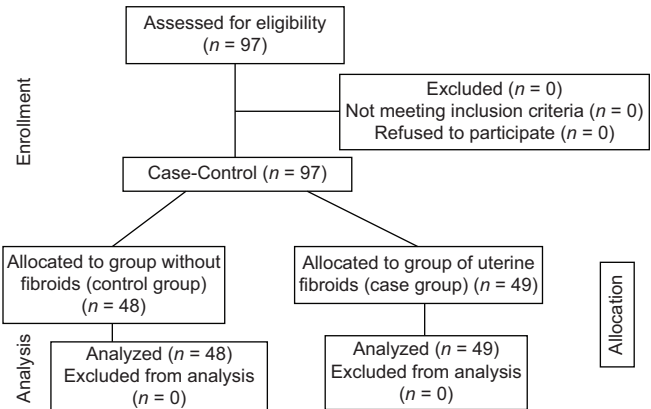 Assessed for eligibility
(n = 97)
Enrollment
Excluded (n = 0)
Not meeting inclusion criteria (n = 0)
Refused to participate (n = 0)
Case-Control (n = 97)
Allocated to group without
fibroids (control group)
(n = 48)
Allocated to group of uterine
fibroids (case group) (n = 49)
Allocation
Analysis
Analyzed (n = 48)
Excluded from analysis
(n = 0)
Analyzed (n = 49)
Excluded from analysis
(n = 0)